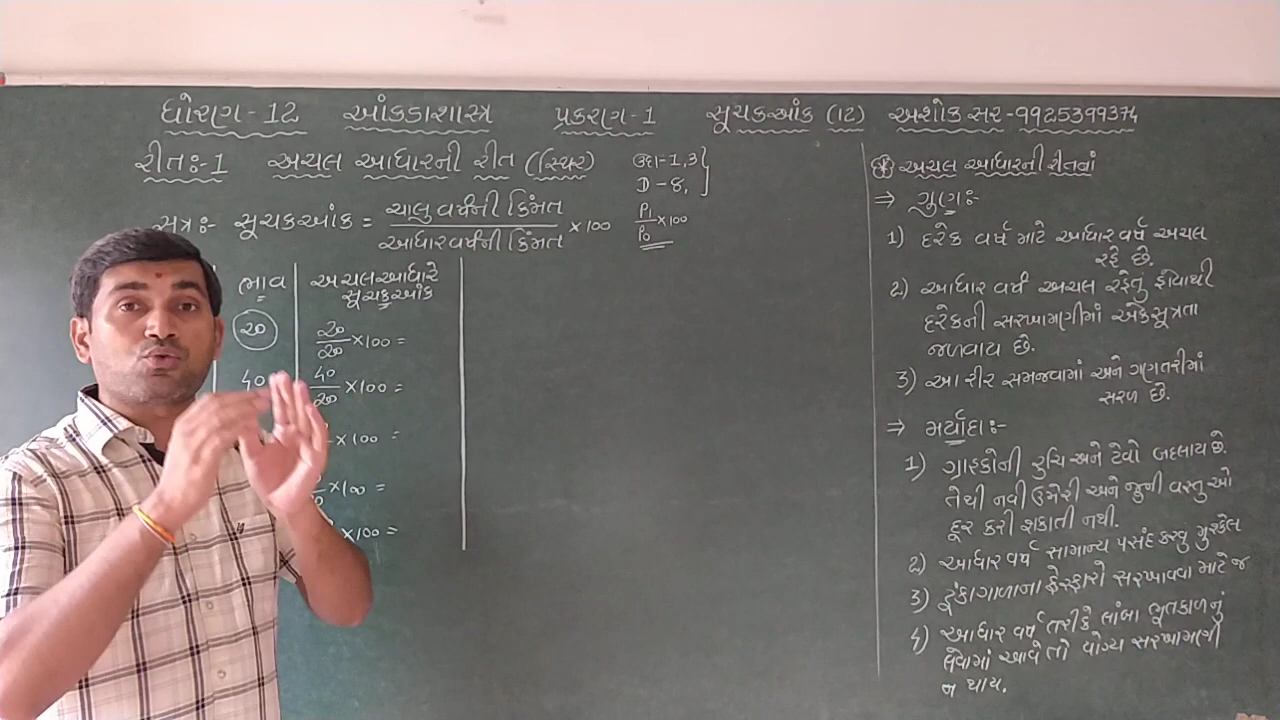 ધોરણ-12 આંકડાશાસ્ત્ર પ્રકરણ-1 સૂચકઆંક (12) અશોક સર-9925399374
રીત:-1 અચલ આધારની રીત (સ્થિર) ઉદા-1,3
D-8,
સૂત્ર:- સૂચકઆંક = ચાલુ વર્ષની કિંમત / આધારવર્ષની કિંમત ×100
P1/P0 ×100
ભાવ અચલઆધારે
સૂચકઆંક
20 20/20 ×100 =
40 40/20 ×100 =
×100 =
×100 =
×100 =
* અચલ આધારની રીતનાં
⇒ ગુણ:-
1) દરેક વર્ષ માટે આધાર વર્ષ અચલ
રહે છે.
2) આધાર વર્ષ અચલ રહેતું હોવાથી
દરેકની સરખામણીમાં એકસૂત્રતા
જળવાય છે.
3) આ રીર સમજવામાં અને ગણતરીમાં
સરળ છે.
⇒ મર્યાદા:-
1) ગ્રાહકોની રુચિ અને ટેવો બદલાય છે.
તેથી નવી ઉમેરી અને જુની વસ્તુઓ
દૂર કરી શકાતી નથી.
2) આધાર વર્ષ સામાન્ય પસંદ કરવુ મુશ્કેલ
3) ટૂંકાગાળાના ફેરફારો સરખાવવા માટે જ
4) આધાર વર્ષ તરીકે લાંબા ભૂતકાળનું
લેવામાં આવે તો યોગ્ય સરખામણી
ન થાય.